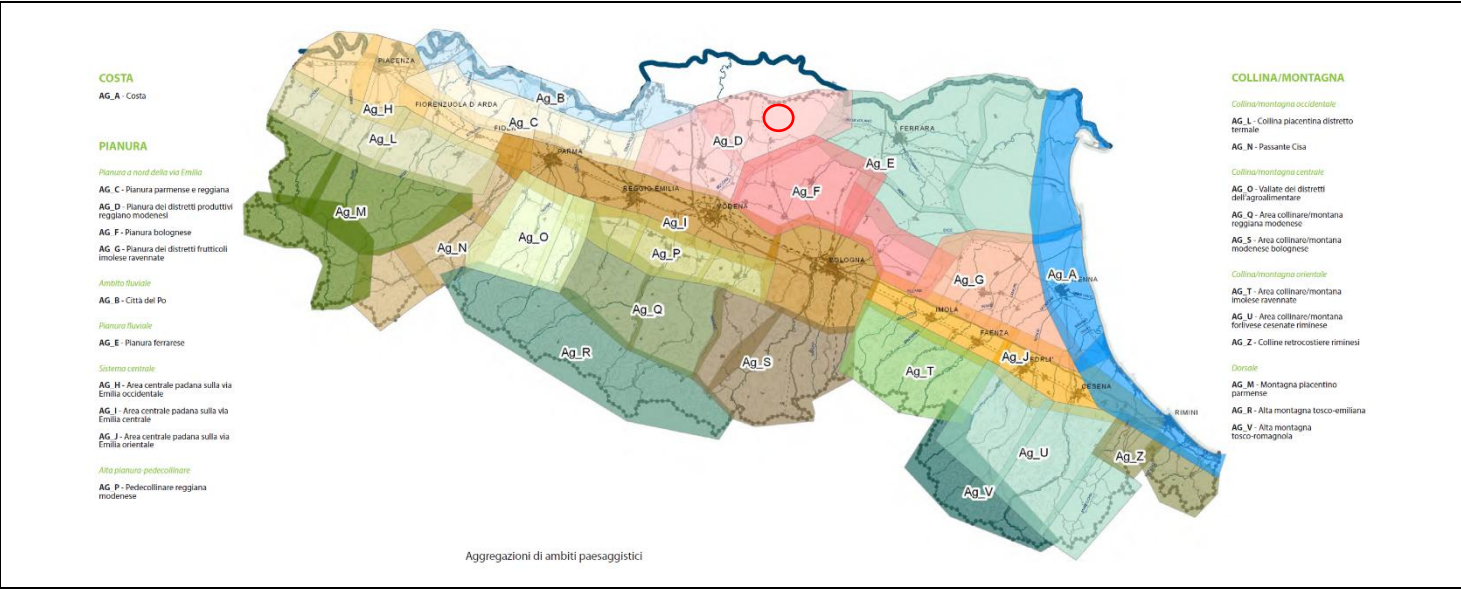 COSTA
AG_A - Costa
PIANURA
Pianura a nord della via Emilia
AG_C - Pianura parmense e reggiana
AG_D - Pianura dei distretti produttivi
reggiano modenesi
AG_F - Pianura bolognese
AG_G - Pianura dei distretti frutticoli
imolese ravennate
Ambito fluviale
AG_B - Città del Po
Pianura fluviale
AG_E - Pianura ferrarese
Sistema centrale
AG_H - Area centrale padana sulla via
Emilia occidentale
AG_I - Area centrale padana sulla via
Emilia centrale
AG_J - Area centrale padana sulla via
Emilia orientale
Alta pianura-pedecollinare
AG_P - Pedecollinare reggiana
modenese
PIACENZA
Ag_H
FIORENZUOLA D ARDA
Ag_B
Ag_C
Ag_L
Ag_D
FERRARA
Ag_E
PARMA
REGGIO EMILIA
Ag_F
Ag_M
Ag_I
Ag_N
Ag_O
Ag_P
BOLOGNA
Ag_G
Ag_A
Ag_Q
IMOLA
FAENZA
Ag_R
Ag_S
Ag_T
Ag_J
CESENA
RIMINI
Ag_U
Ag_Z
Ag_V
Aggregazioni di ambiti paesaggistici
COLLINA/MONTAGNA
Collina/montagna occidentale
AG_L - Collina piacentina distretto
termale
AG_N - Passante Cisa
Collina/montagna centrale
AG_O - Vallate dei distretti
dell'agroalimentare
AG_Q - Area collinare/montana
reggiana modenese
AG_S - Area collinare/montana
modenese bolognese
Collina/montagna orientale
AG_T - Area collinare/montana
imolese ravennate
AG_U - Area collinare/montana
forlivese cesenate riminese
AG_Z - Colline retrocostiere riminesi
Dorsale
AG_M - Montagna piacentino
parmense
AG_R - Alta montagna tosco-emiliana
AG_V - Alta montagna
tosco-romagnola